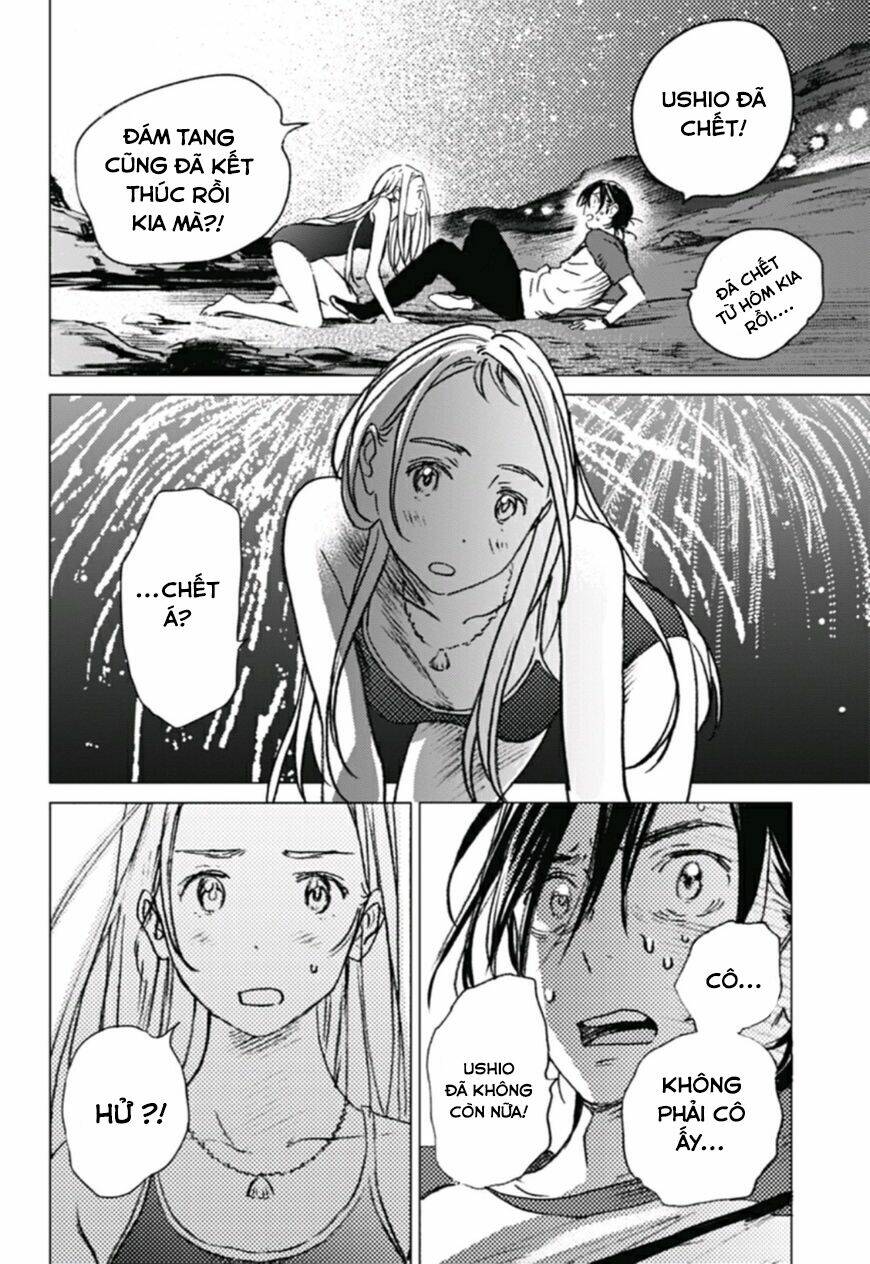 USHIO ĐÃ
CHẾT!
ĐÁM TANG
CŨNG ĐÃ KẾT
THÚC RỒI
KIA MÀ?!
ĐÃ CHẾT
TỪ HÔM KIA
RỒI....
...CHẾT
Á?
CÔ...
KHÔNG
PHẢI CÔ
ẤY...
USHIO
ĐÃ KHÔNG
CÒN NỮA!
HỬ ?!